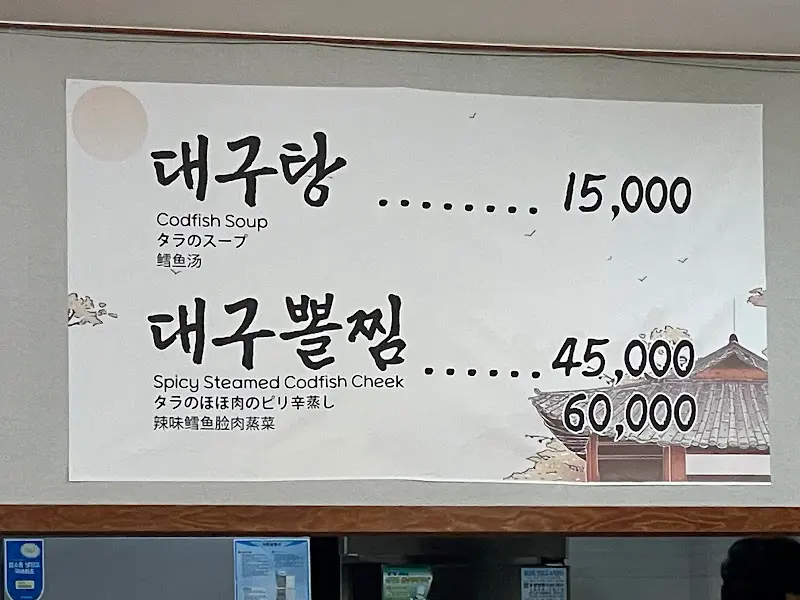 대구탕 ........ 15,000
Codfish Soup
タラのスープ
鳕鱼汤
대구뽈찜 ...... 45,000
60,000
Spicy Steamed Codfish Cheek
タラのほほ肉のピリ辛蒸し
辣味鳕鱼脸肉蒸菜